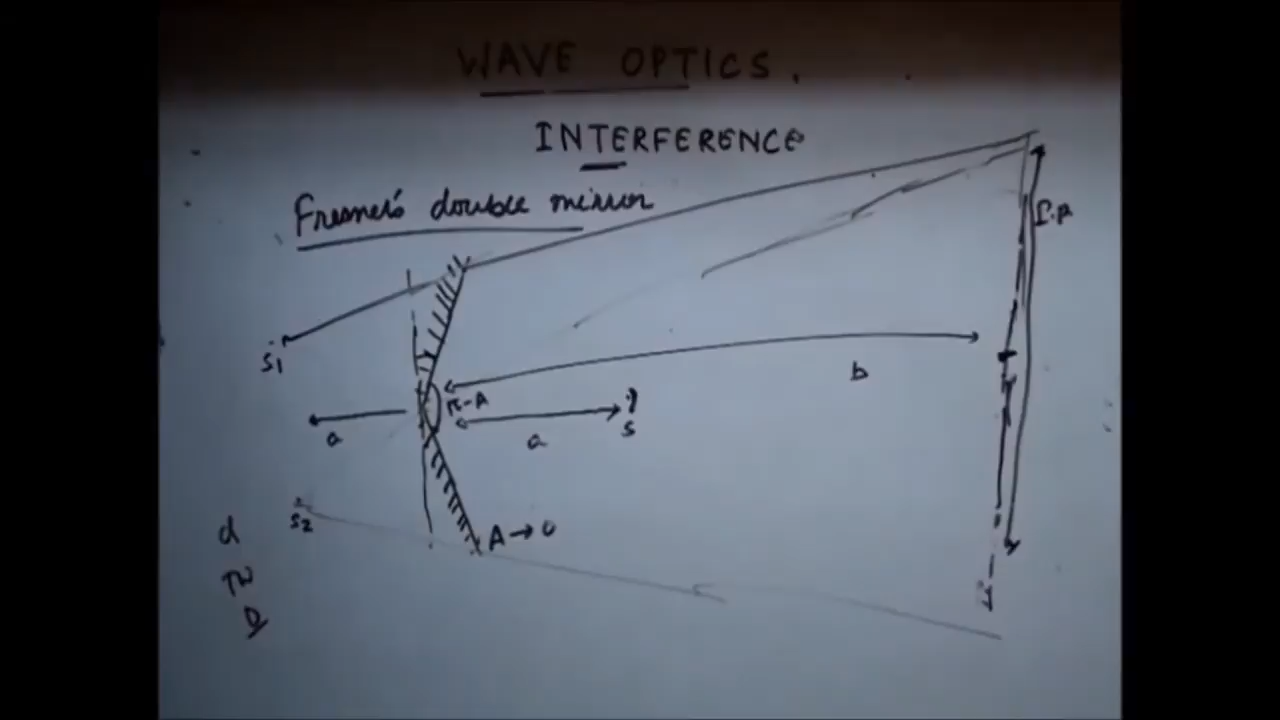 WAVE OPTICS.
INTERFERENCE
Fresnel's double mirror
I.P
S1
b
π-A
a
a
S
S2
A→0
d